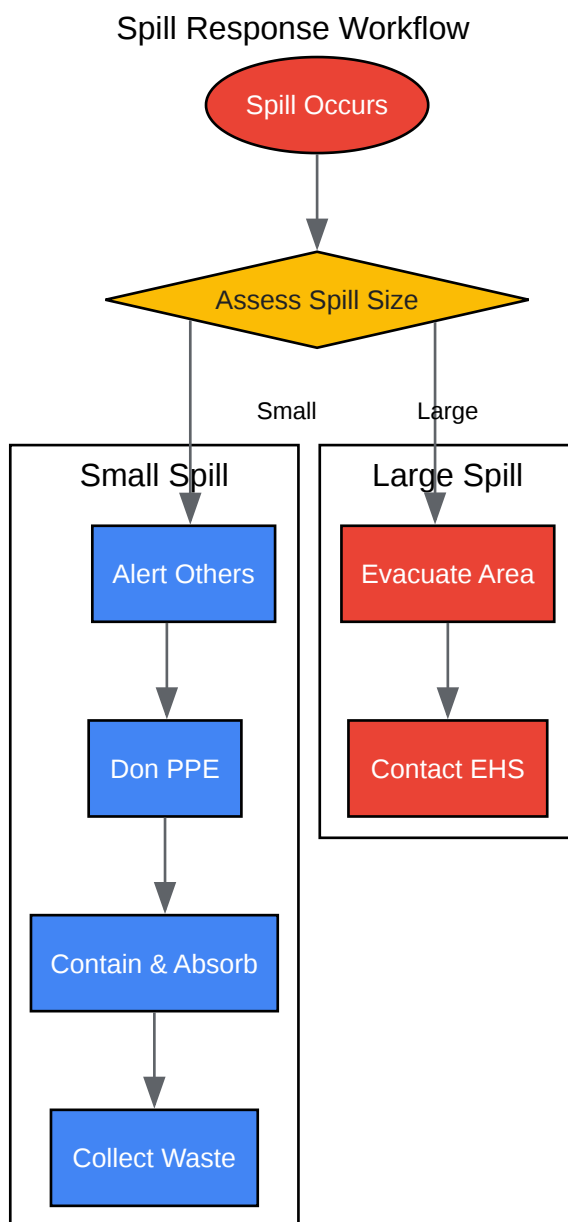 Spill Response Workflow
Spill Occurs
Assess Spill Size
Small
Large
Small Spill
Large Spill
Alert Others
Evacuate Area
Don PPE
Contact EHS
Contain & Absorb
Collect Waste